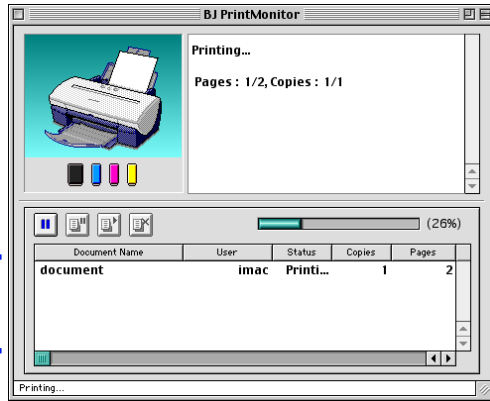 BJ PrintMonitor
Printing...
Pages : 1/2, Copies : 1/1
(26%)
Document Name User Status Copies Pages
document imac Printi... 1 2
Printing...